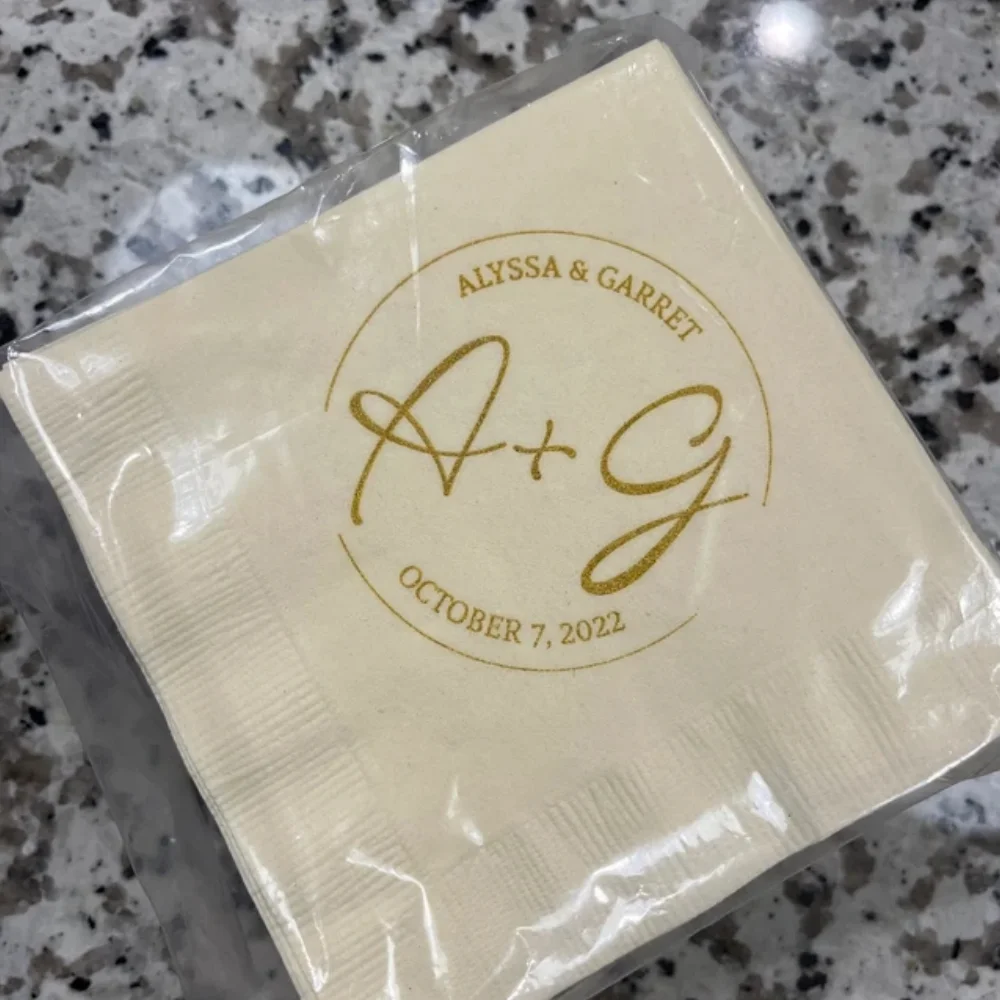 ALYSSA & GARRET
A + G
OCTOBER 7, 2022